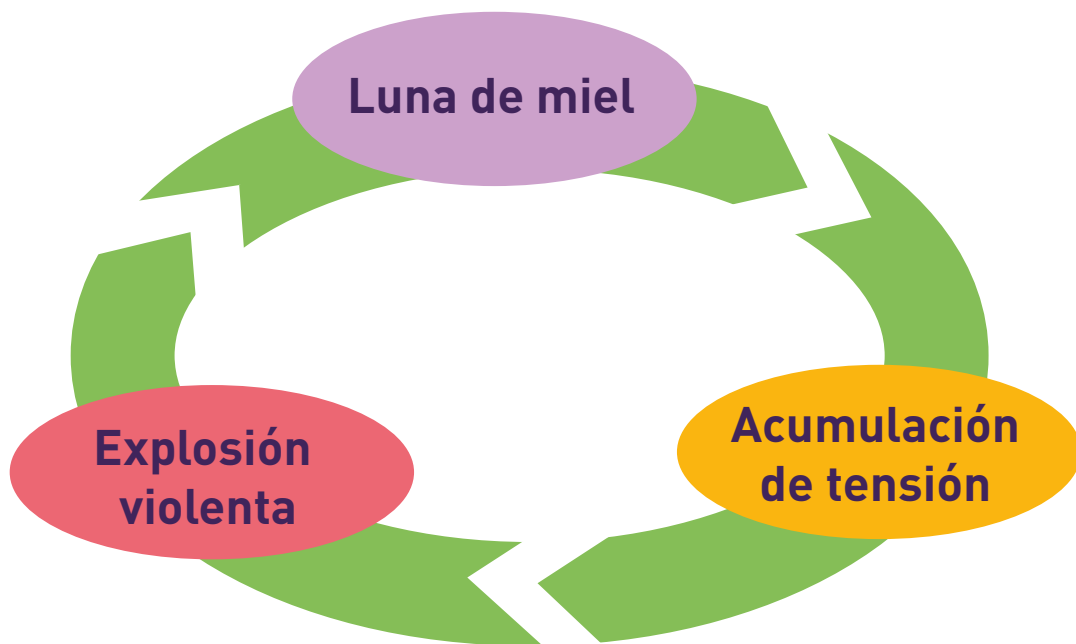 Luna de miel
Acumulación
de tensión
Explosión
violenta